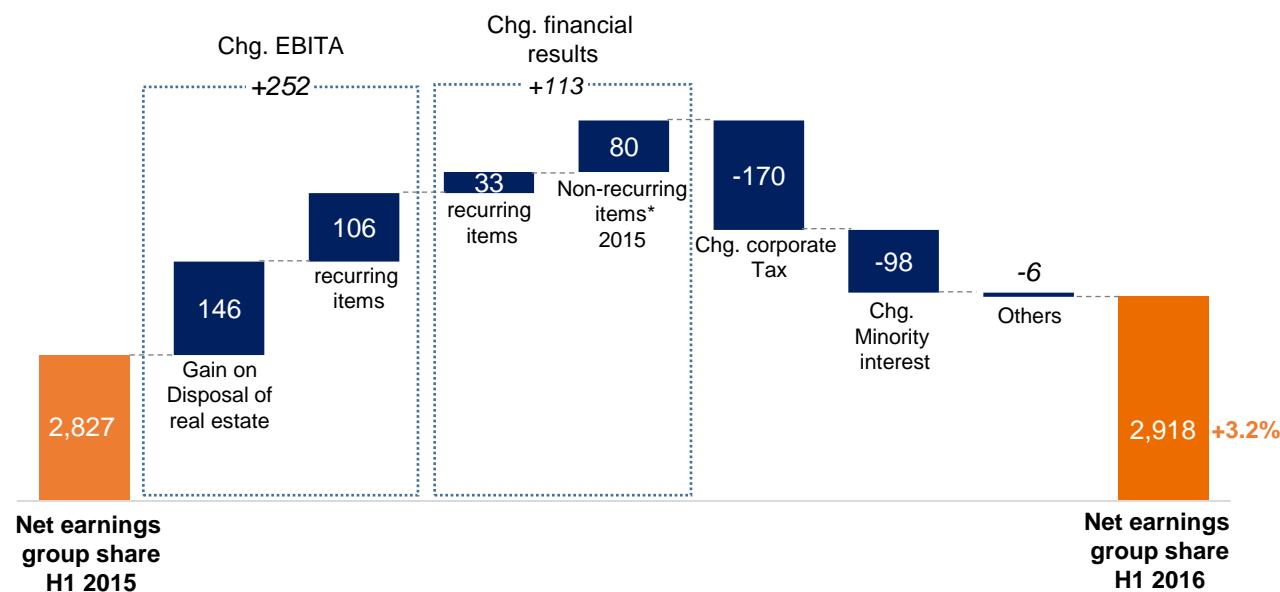 Chg. EBITA
+252
Chg. financial
results
+113
2,827
Net earnings
group share
H1 2015
146
Gain on
Disposal of
real estate
106
recurring
items
33
recurring
items
80
Non-recurring
items*
2015
-170
Chg. corporate
Tax
-98
Chg.
Minority
interest
-6
Others
2,918
+3.2%
Net earnings
group share
H1 2016